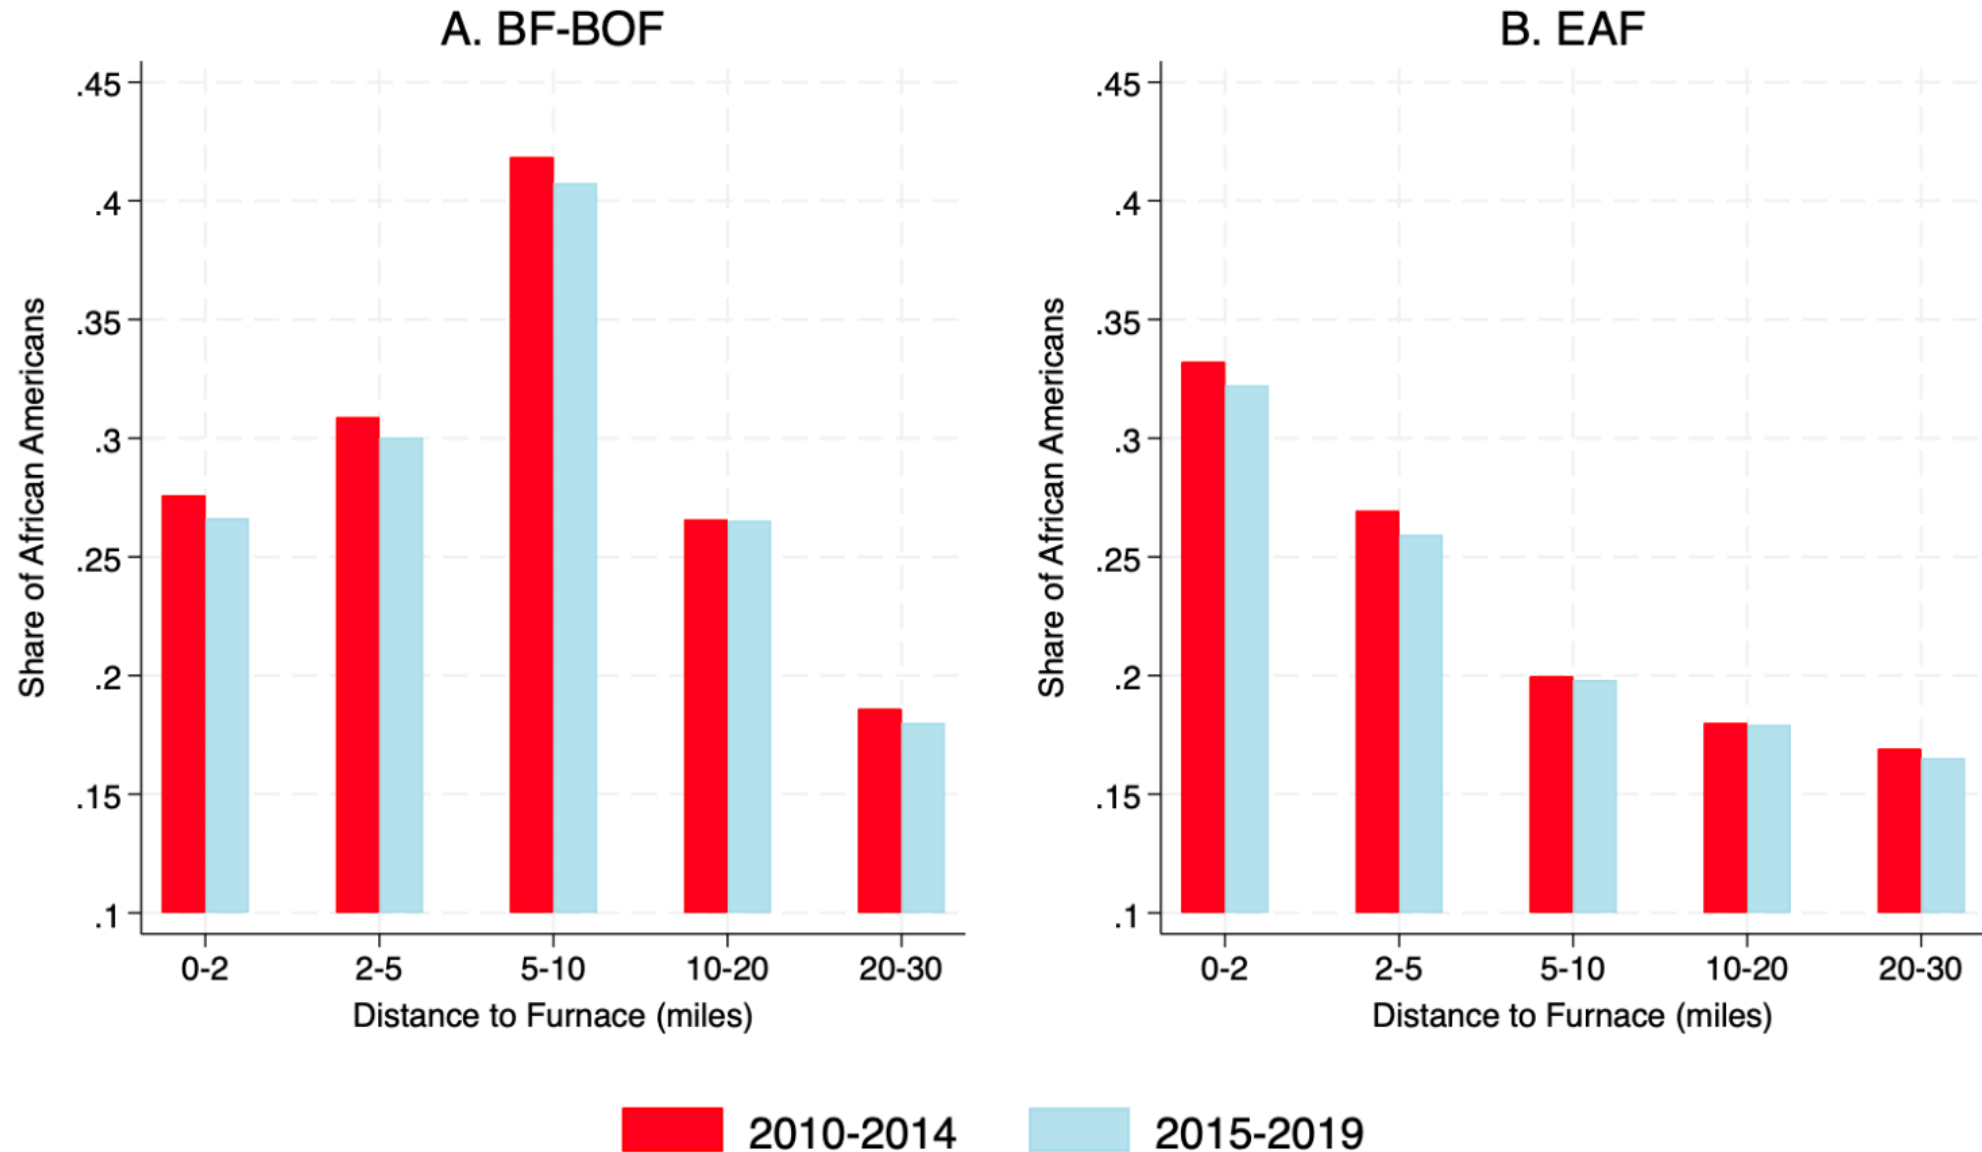 A. BF-BOF
.45
.4
.35
.3
.25
.2
.15
.1
Share of African Americans
0-2 2-5 5-10 10-20 20-30
Distance to Furnace (miles)
B. EAF
.45
.4
.35
.3
.25
.2
.15
.1
Share of African Americans
0-2 2-5 5-10 10-20 20-30
Distance to Furnace (miles)
2010-2014 2015-2019